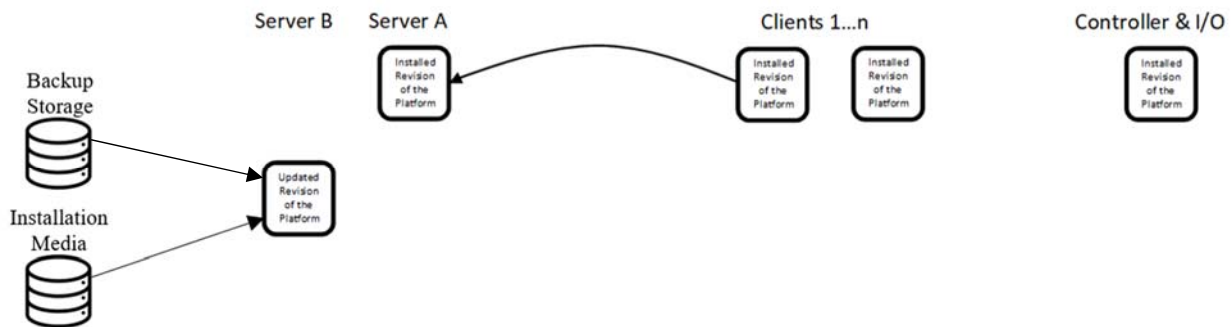 Server B
Server A
Clients 1...n
Controller & I/O
Backup
Storage
Installed
Revision
of the
Platform
Installed
Revision
of the
Platform
Installed
Revision
of the
Platform
Installed
Revision
of the
Platform
Updated
Revision
of the
Platform
Installation
Media